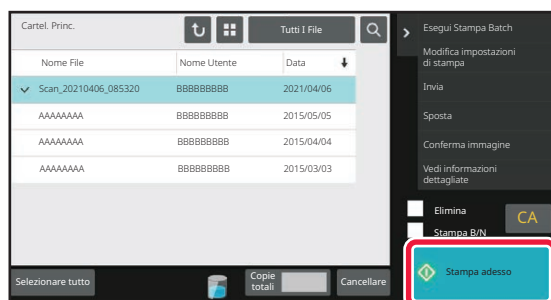 Cartel. Princ.
Tutti I File
Nome File
Nome Utente
Data
Scan_20210406_085320
BBBBBBBBB
2021/04/06
AAAAAAAA
BBBBBBBBB
2015/05/05
AAAAAAAA
BBBBBBBBB
2015/04/04
AAAAAAAA
BBBBBBBBB
2015/03/03
Selezionare tutto
Copie
totali
Cancellare
Esegui Stampa Batch
Modifica impostazioni
di stampa
Invia
Sposta
Conferma immagine
Vedi informazioni
dettagliate
Elimina
Stampa B/N
CA
Stampa adesso